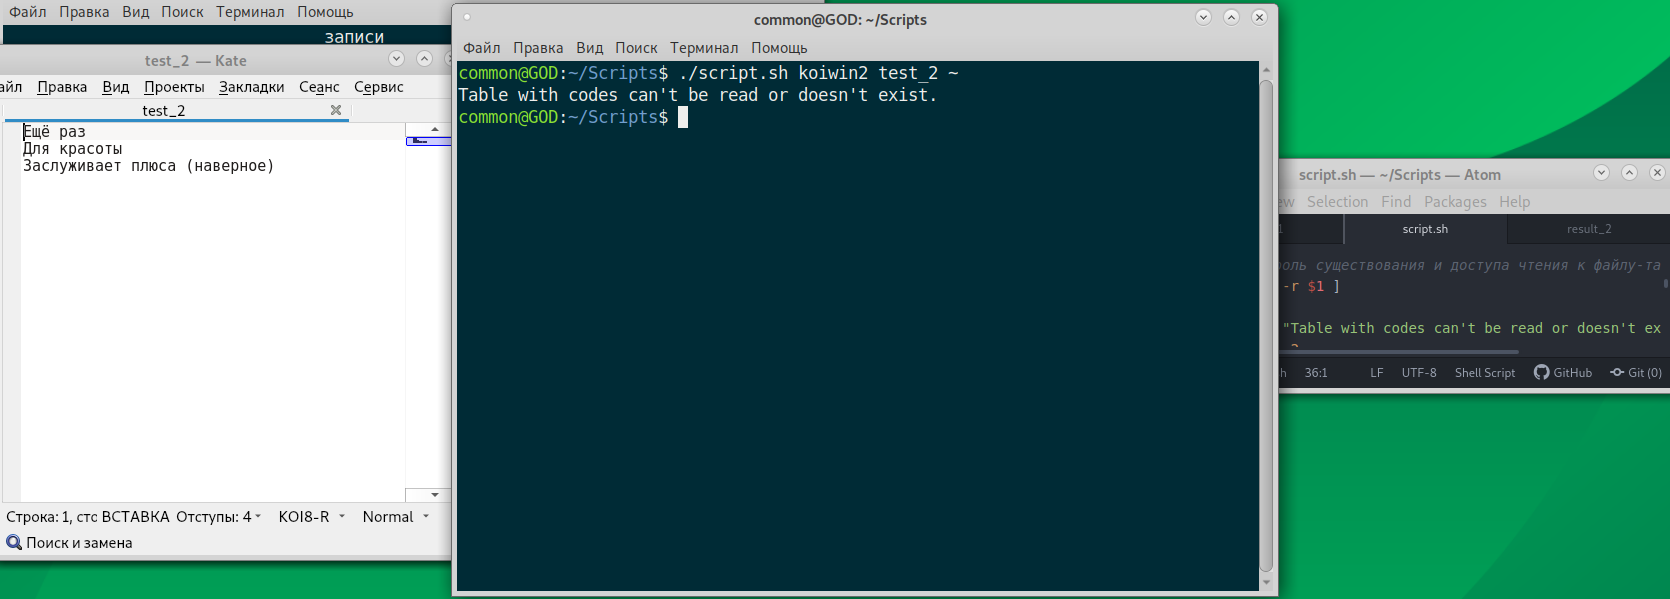 Файл Правка Вид Поиск Терминал Помощь
записи
test_2 — Kate
айл Правка Вид Проекты Закладки Сеанс Сервис
test_2
Ещё раз
Для красоты
Заслуживает плюса (наверное)
Строка: 1, сто ВСТАВКА Отступы: 4 KOI8-R Normal
Поиск и замена
common@GOD: ~/Scripts
Файл Правка Вид Поиск Терминал Помощь
common@GOD:~/Scripts$ ./script.sh koiwin2 test_2 ~
Table with codes can't be read or doesn't exist.
common@GOD:~/Scripts$
script.sh — ~/Scripts — Atom
ew Selection Find Packages Help
1 script.sh result_2
роль существования и доступа чтения к файлу-та
-r $1 ]
"Table with codes can't be read or doesn't ex
h 36:1 LF UTF-8 Shell Script GitHub Git (0)